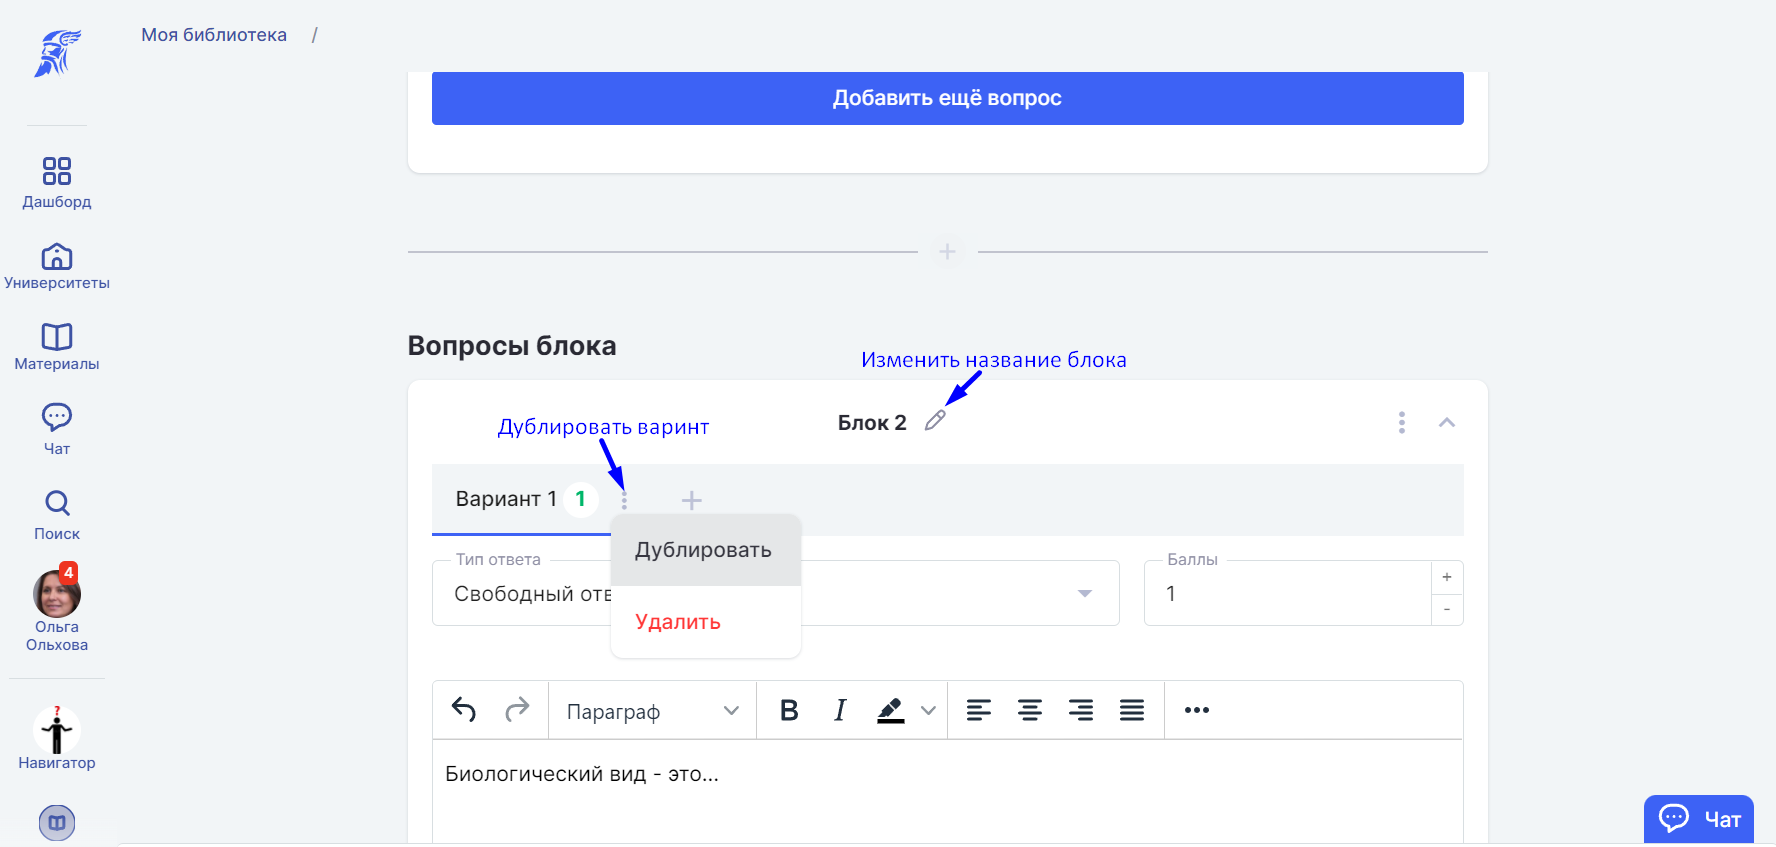 Моя библиотека /
Добавить ещё вопрос
Дашборд
Университеты
Материалы
Чат
Поиск
4
Ольга
Ольхова
?
Навигатор
Вопросы блока
Изменить название блока
Дублировать варинт
Блок 2
Вариант 1 1
Дублировать
Удалить
Тип ответа
Свободный отв
Баллы
1
+
-
Параграф
B I
Биологический вид - это...
Чат